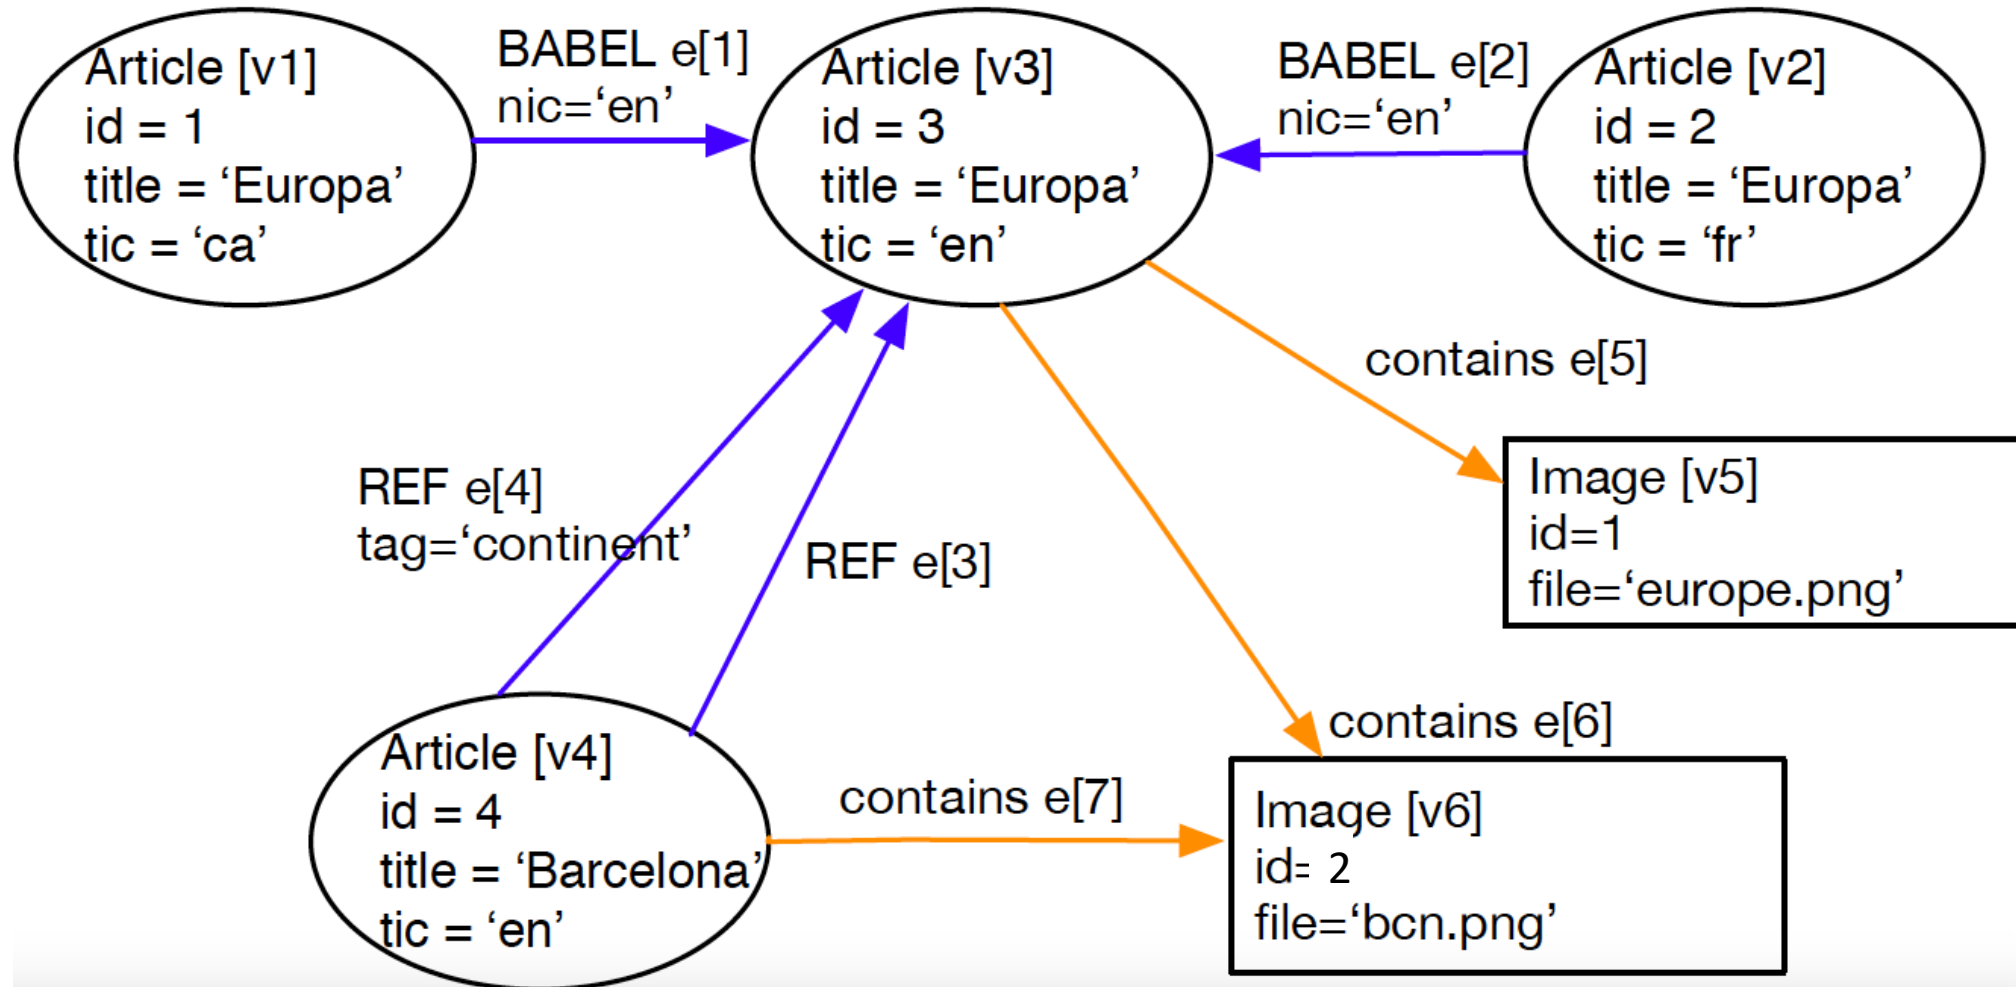 Article [v1]
id = 1
title = ‘Europa’
tic = ‘ca’
BABEL e[1]
nic=‘en’
Article [v3]
id = 3
title = ‘Europa’
tic = ‘en’
BABEL e[2]
nic=‘en’
Article [v2]
id = 2
title = ‘Europa’
tic = ‘fr’
contains e[5]
REF e[4]
tag=‘continent’
REF e[3]
Image [v5]
id=1
file=‘europe.png’
contains e[6]
Article [v4]
id = 4
title = ‘Barcelona’
tic = ‘en’
contains e[7]
Image [v6]
id= 2
file=‘bcn.png’